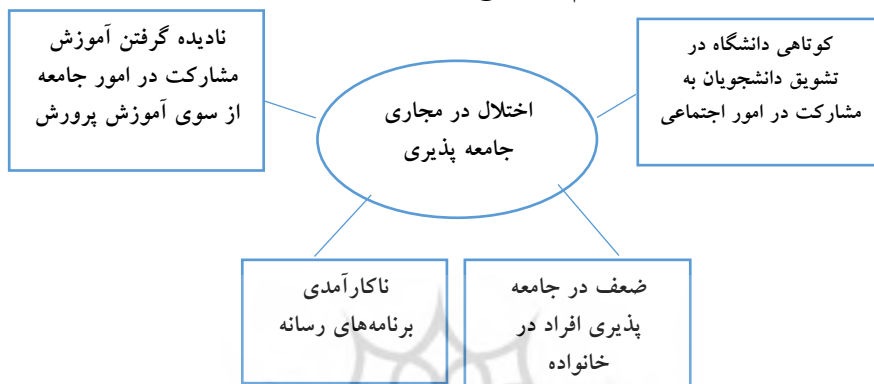 کوتاهی دانشگاه در
تشویق دانشجویان به
مشارکت در امور اجتماعی
نادیده گرفتن آموزش
مشارکت در امور جامعه
از سوی آموزش پرورش
اختلال در مجاری
جامعه پذیری
ضعف در جامعه
پذیری افراد در
خانواده
ناکارآمدی
برنامه‌های رسانه